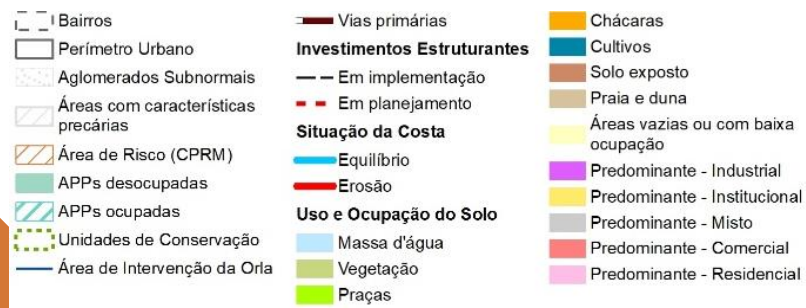 Bairros
Perímetro Urbano
Aglomerados Subnormais
Áreas com características
precárias
Área de Risco (CPRM)
APPs desocupadas
APPs ocupadas
Unidades de Conservação
Área de Intervenção da Orla
Vias primárias
Investimentos Estruturantes
Em implementação
Em planejamento
Situação da Costa
Equilíbrio
Erosão
Uso e Ocupação do Solo
Massa d'água
Vegetação
Praças
Chácaras
Cultivos
Solo exposto
Praia e duna
Áreas vazias ou com baixa
ocupação
Predominante - Industrial
Predominante - Institucional
Predominante - Misto
Predominante - Comercial
Predominante - Residencial